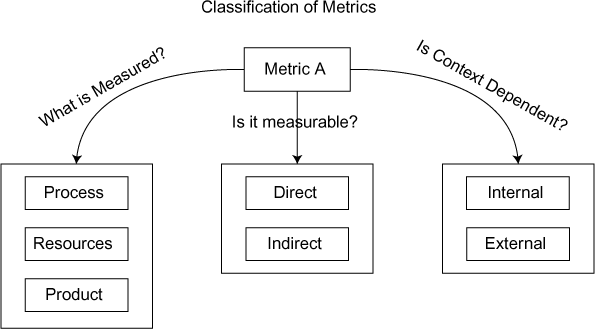 Classification of Metrics
Metric A
What is Measured?
Is it measurable?
Is Context Dependent?
Process
Resources
Product
Direct
Indirect
Internal
External